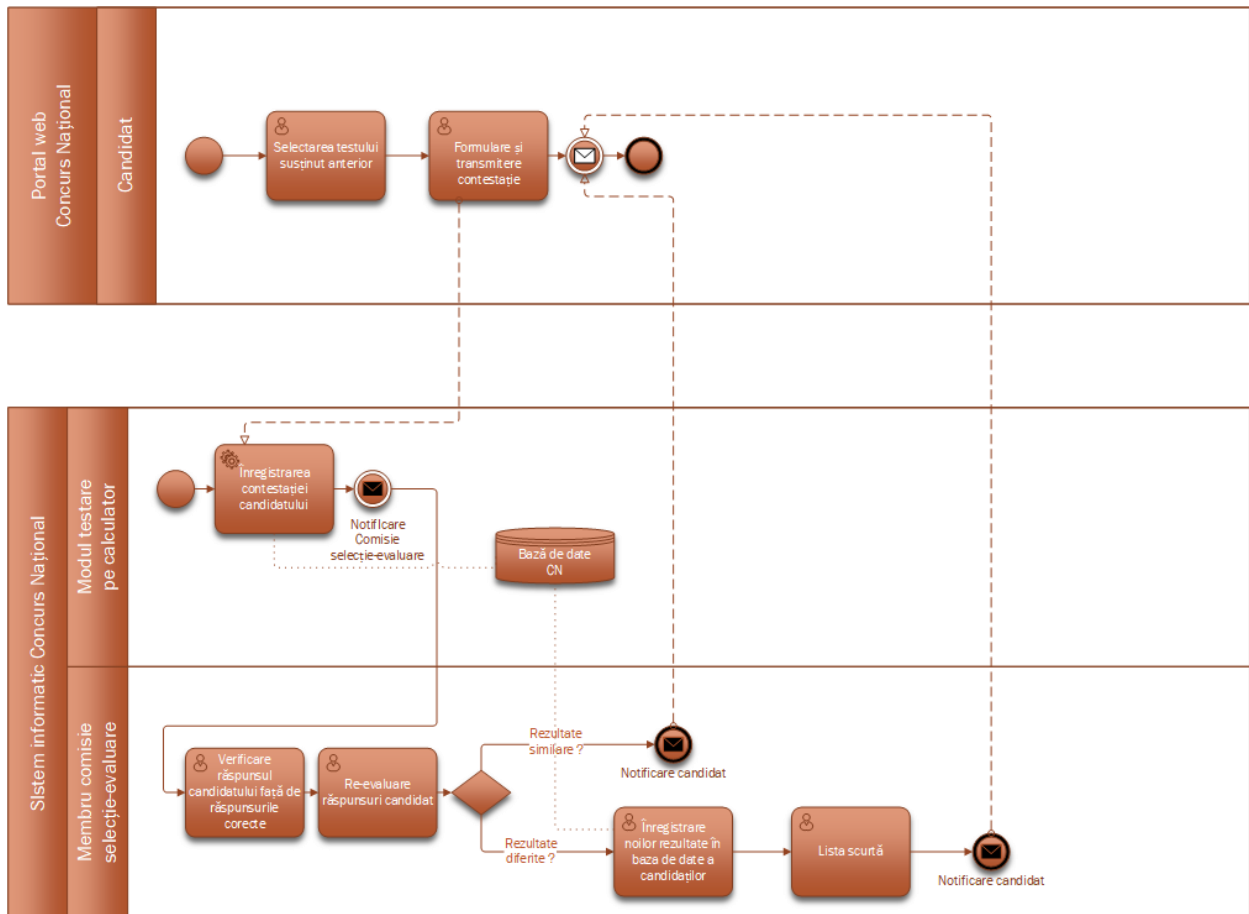 Portal web
Concurs Național
Candidat
Selectarea testului
susținut anterior
Formulare și
transmitere
contestație
SIstem informatic Concurs Național
Modul testare
pe calculator
Înregistrarea
contestației
candidatului
Notificare
Comisie
selecție-evaluare
Bază de date
CN
Membru comisie
selecție-evaluare
Verificare
răspunsul
candidatului față de
răspunsurile
corecte
Re-evaluare
răspunsuri candidat
Rezultate
similare ?
Notificare candidat
Rezultate
diferite ?
Înregistrare
noilor rezultate în
baza de date a
candidaților
Lista scurtă
Notificare candidat